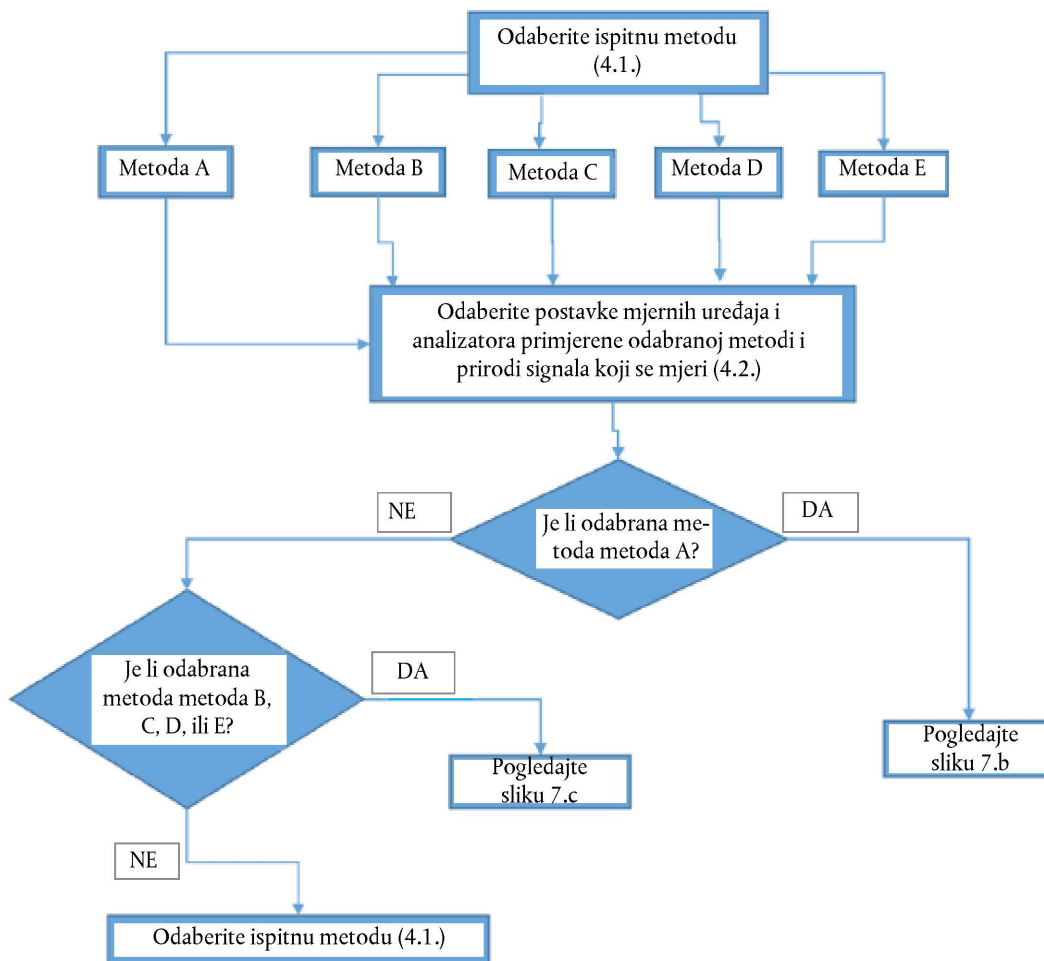 Odaberite ispitnu metodu
(4.1.)
Metoda A
Metoda B
Metoda C
Metoda D
Metoda E
Odaberite postavke mjernih uređaja i
analizatora primjerene odabranoj metodi i
prirodi signala koji se mjeri (4.2.)
NE
Je li odabrana me-
toda metoda A?
DA
Je li odabrana
metoda metoda B,
C, D, ili E?
DA
Pogledajte
sliku 7.b
Pogledajte
sliku 7.c
NE
Odaberite ispitnu metodu (4.1.)